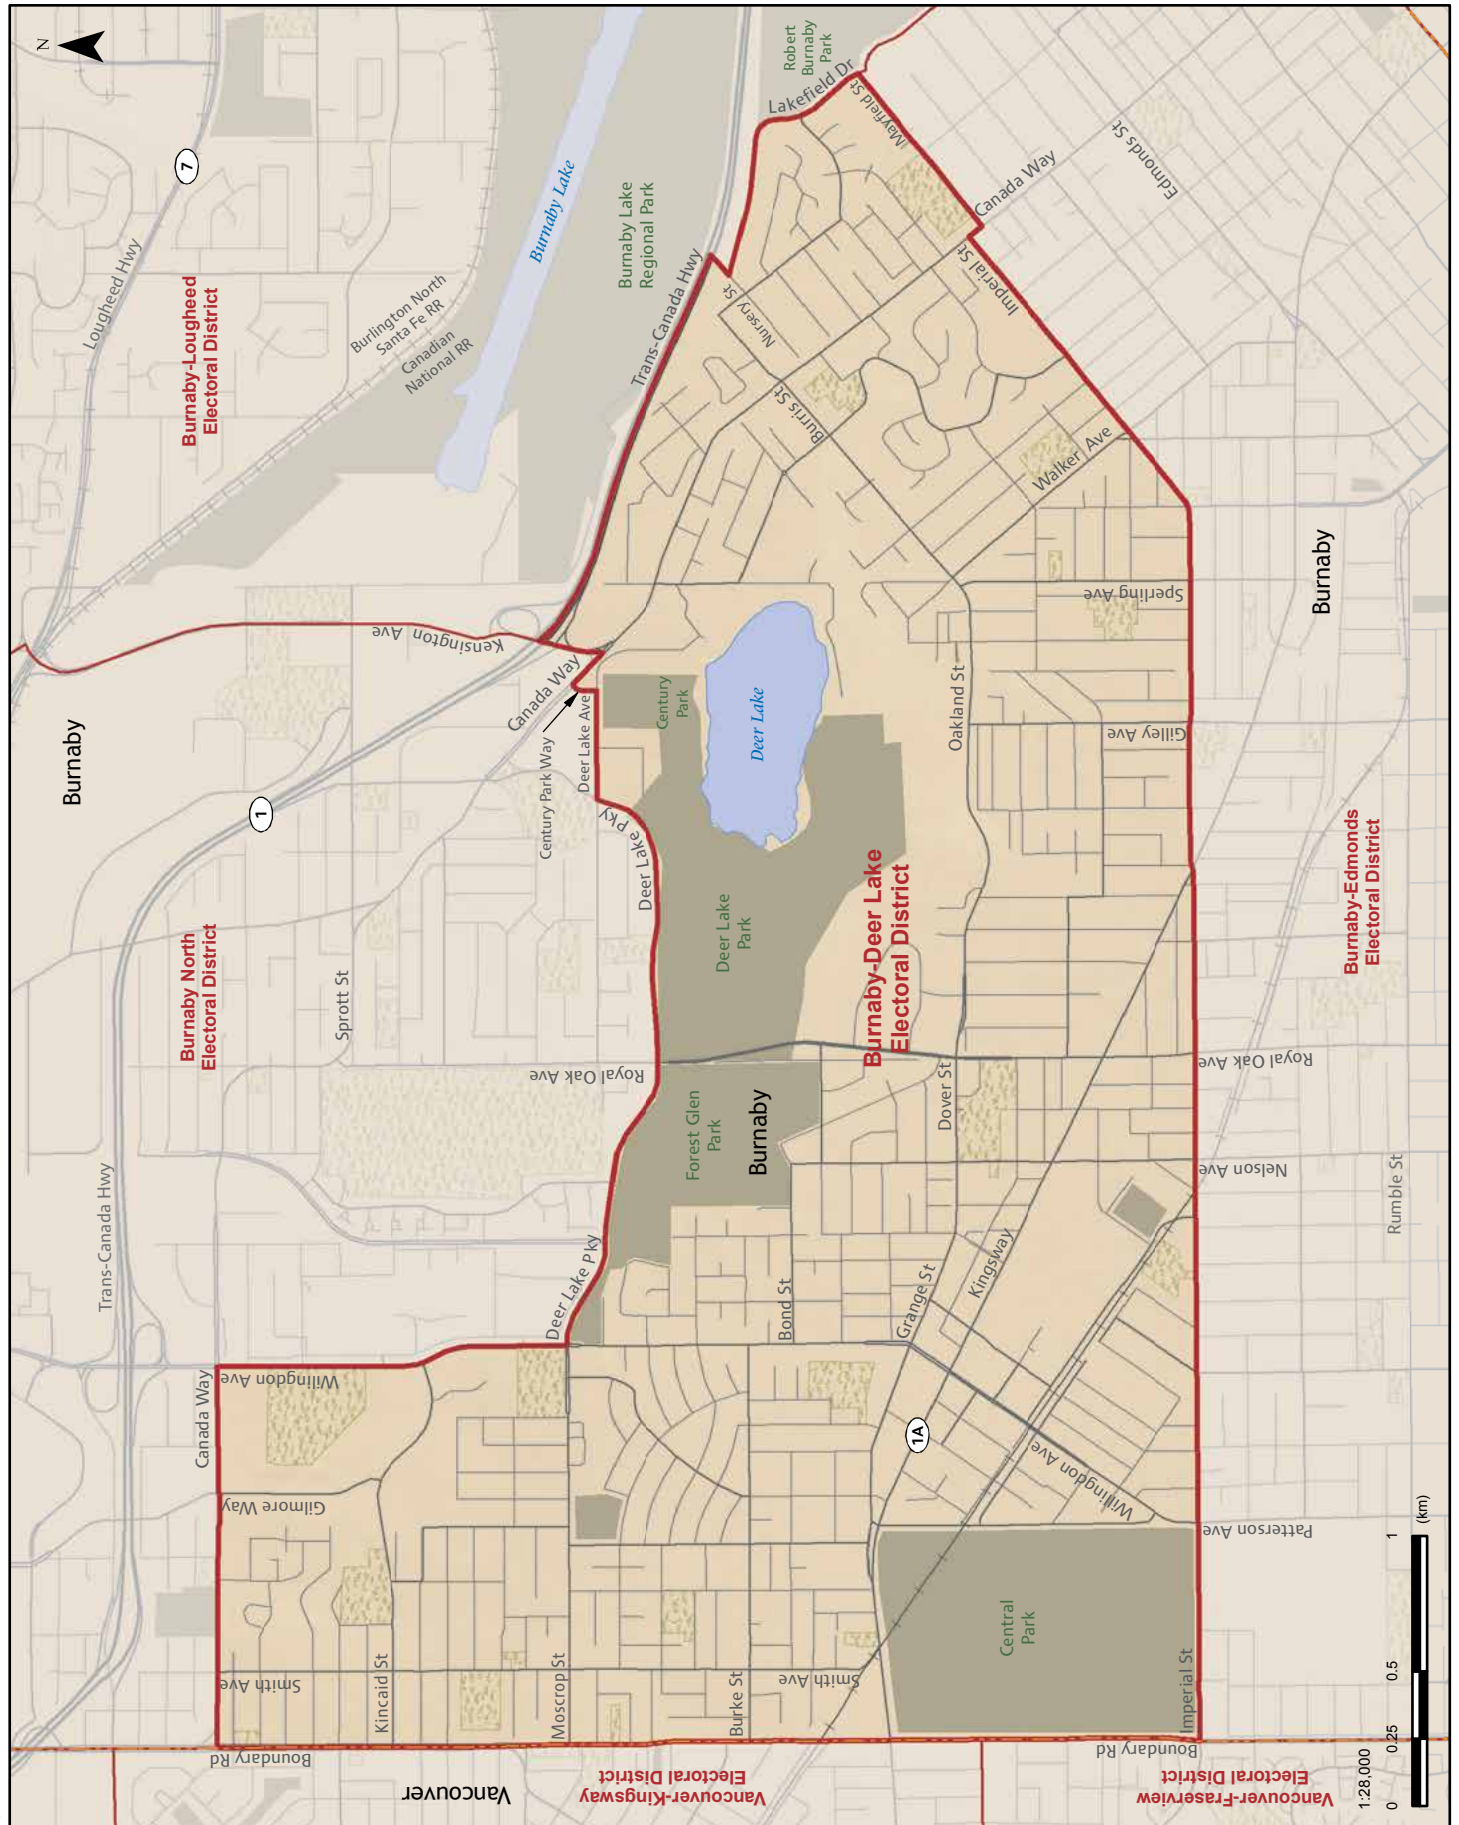 N
7
Lougheed Hwy
Burnaby-Lougheed
Electoral District
Burlington North
Santa Fe RR
Canadian
National RR
Burnaby Lake
Burnaby Lake
Regional Park
Robert
Burnaby
Park
Lakefield Dr
Mayfield St
Canada Way
Edmonds St
Trans-Canada Hwy
Nursery St
Imperial St
Burris St
Walker Ave
Burnaby
Kensington Ave
Canada Way
Century Park Way
Deer Lake Ave
Century
Park
Deer Lake
Sperling Ave
Oakland St
Gilley Ave
Burnaby
1
Burnaby North
Electoral District
Sprott St
Deer Lake Pky
Deer Lake
Park
Burnaby-Deer Lake
Electoral District
Burnaby-Edmonds
Electoral District
Royal Oak Ave
Royal Oak Ave
Forest Glen
Park
Burnaby
Dover St
Nelson Ave
Rumble St
Trans-Canada Hwy
Deer Lake Pky
Bond St
Grange St
Kingsway
Canada Way
Willingdon Ave
1A
Willingdon Ave
Gilmore Way
Patterson Ave
Smith Ave
Kincaid St
Moscrop St
Burke St
Smith Ave
Central
Park
Imperial St
Boundary Rd
Boundary Rd
Vancouver
Vancouver-Kingsway
Electoral District
Vancouver-Fraserview
Electoral District
1:28,000
0 0.25 0.5 1
(km)